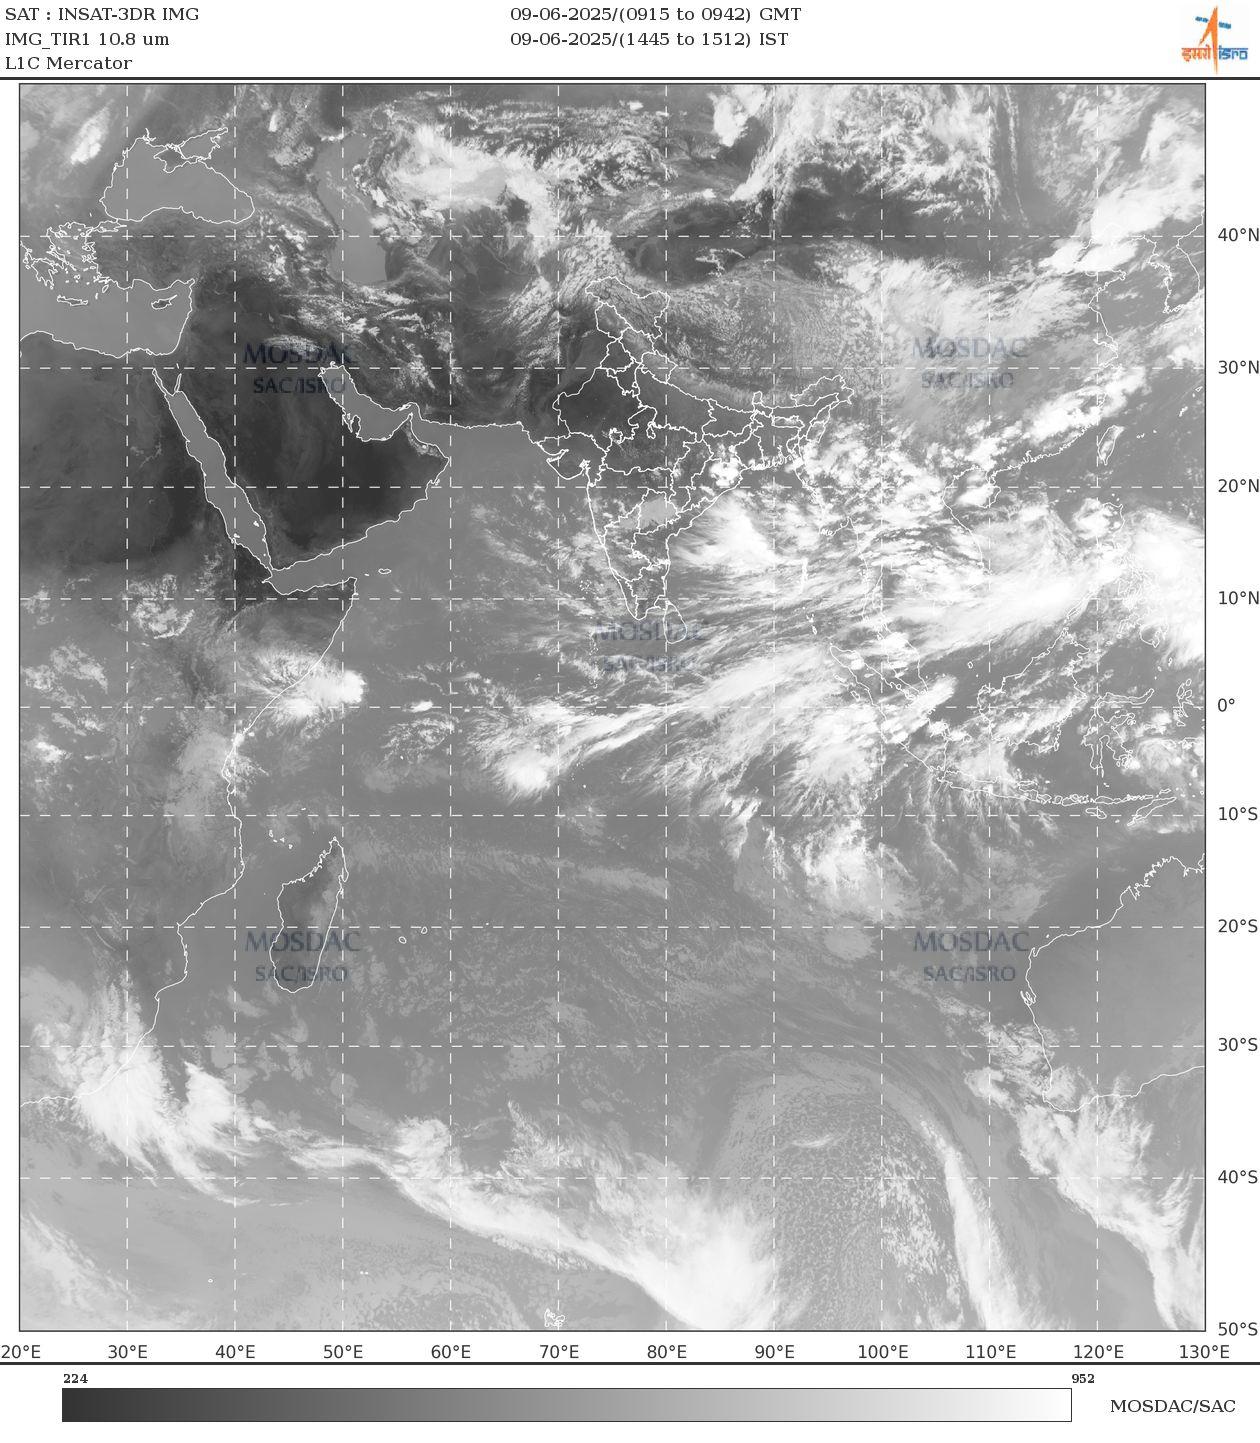 SAT : INSAT-3DR IMG
09-06-2025/(0915 to 0942) GMT
IMG_TIR1 10.8 um
09-06-2025/(1445 to 1512) IST
L1C Mercator
इसरो isro
40°N
MOSDAC
SAC/ISRO
MOSDAC
SAC/ISRO
30°N
20°N
10°N
MOSDAC
SAC/ISRO
0°
10°S
20°S
MOSDAC
SAC/ISRO
MOSDAC
SAC/ISRO
30°S
40°S
50°S
20°E 30°E 40°E 50°E 60°E 70°E 80°E 90°E 100°E 110°E 120°E 130°E
224
952
MOSDAC/SAC